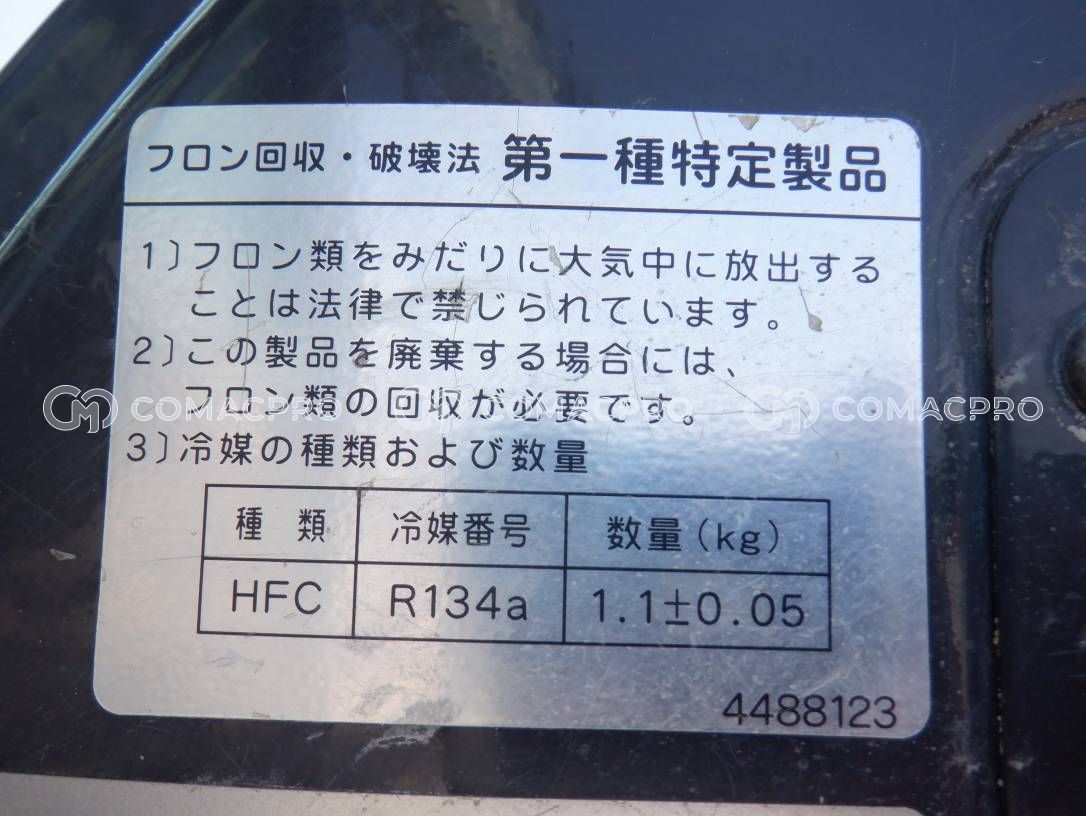 フロン回収・破壊法 第一種特定製品
1)フロン類をみだりに大気中に放出する
ことは法律で禁じられています。
2)この製品を廃棄する場合には、
フロン類の回収が必要です。
COMACPRO COMACPRO COMACPRO
3)冷媒の種類および数量
種類 冷媒番号 数量(kg)
HFC R134a 1.1±0.05
4488123